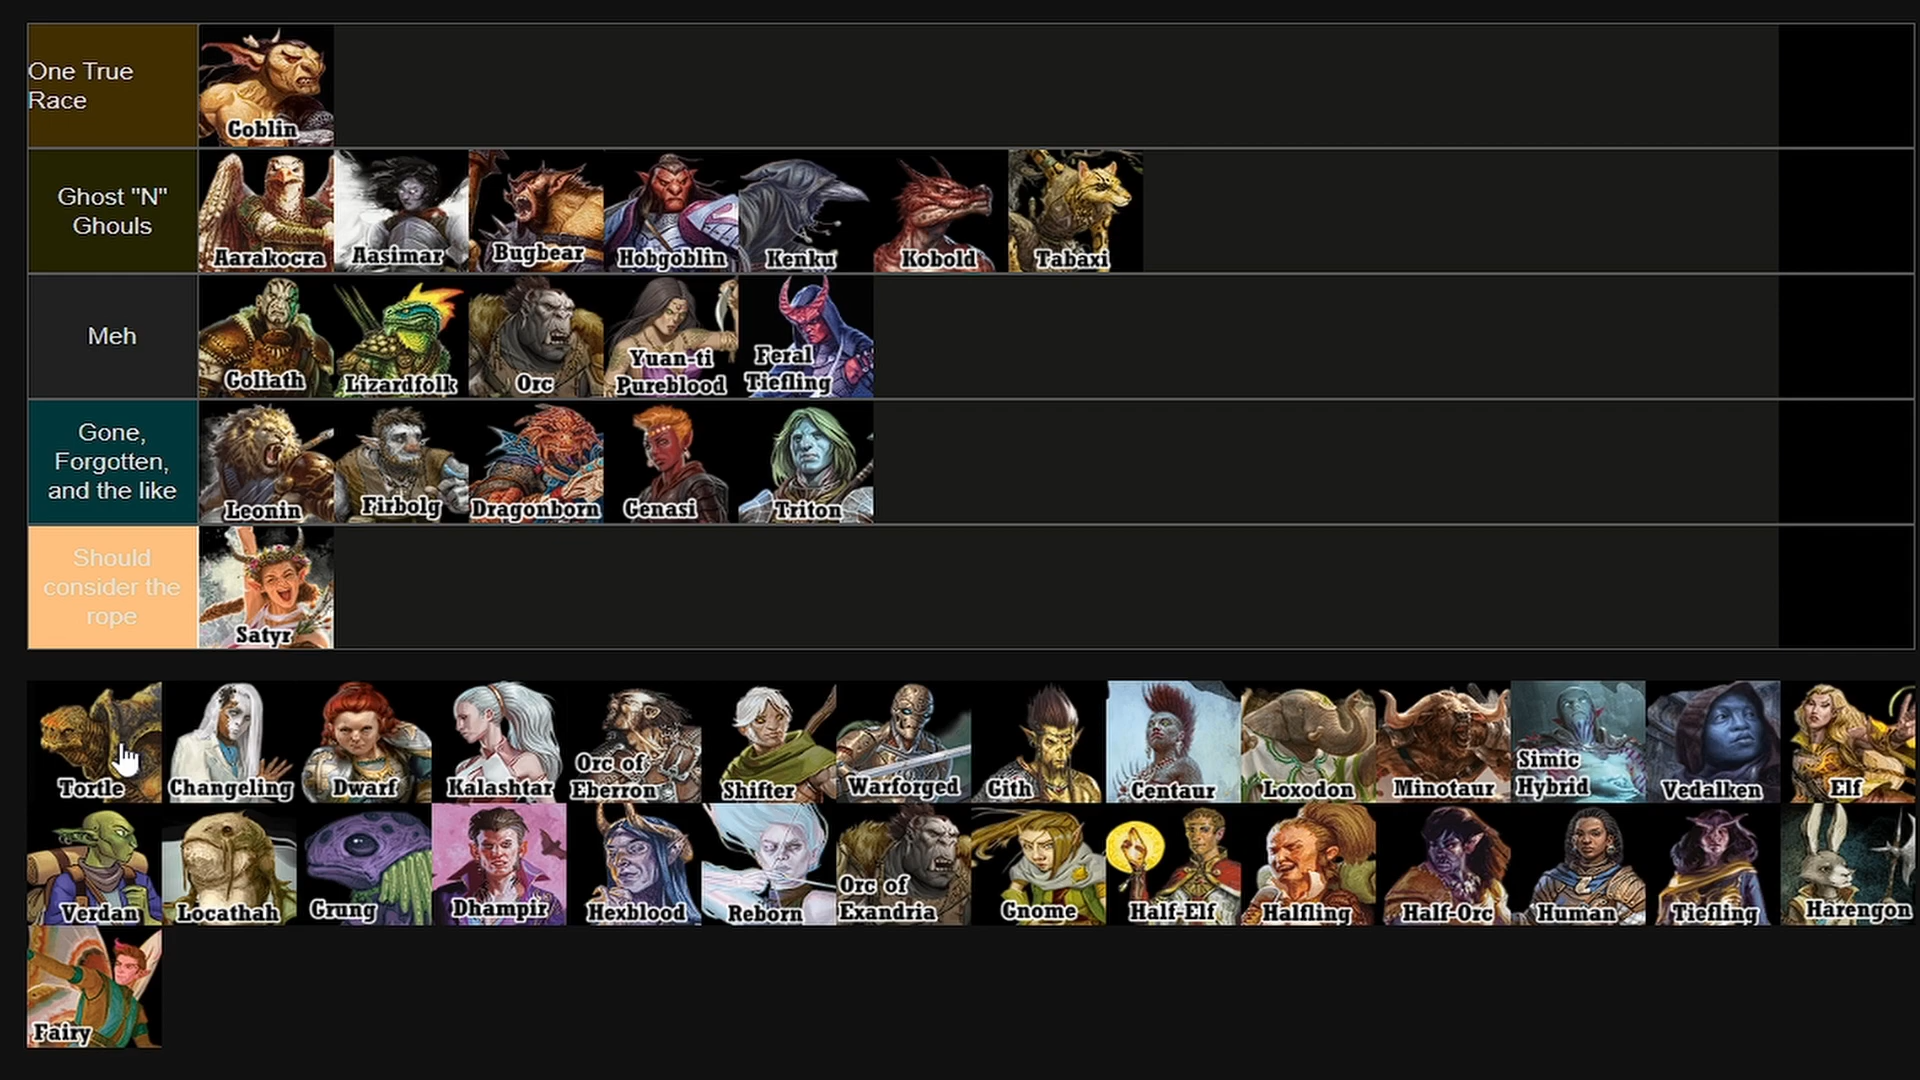 One True
Race
Goblin
Ghost "N"
Ghouls
Aarakocra
Aasimar
Bugbear
Hobgoblin
Kenku
Kobold
Tabaxi
Meh
Goliath
Lizardfolk
Orc
Yuan-ti
Pureblood
Feral
Tiefling
Gone,
Forgotten,
and the like
Leonin
Firbolg
Dragonborn
Genasi
Triton
Should
consider the
rope
Satyr
Tortle
Changeling
Dwarf
Kalashtar
Orc of
Eberron
Shifter
Warforged
Gith
Centaur
Loxodon
Minotaur
Simic
Hybrid
Vedalken
Elf
Verdan
Locathah
Grung
Dhampir
Hexblood
Reborn
Orc of
Exandria
Gnome
Half-Elf
Halfling
Half-Orc
Human
Tiefling
Harengon
Fairy